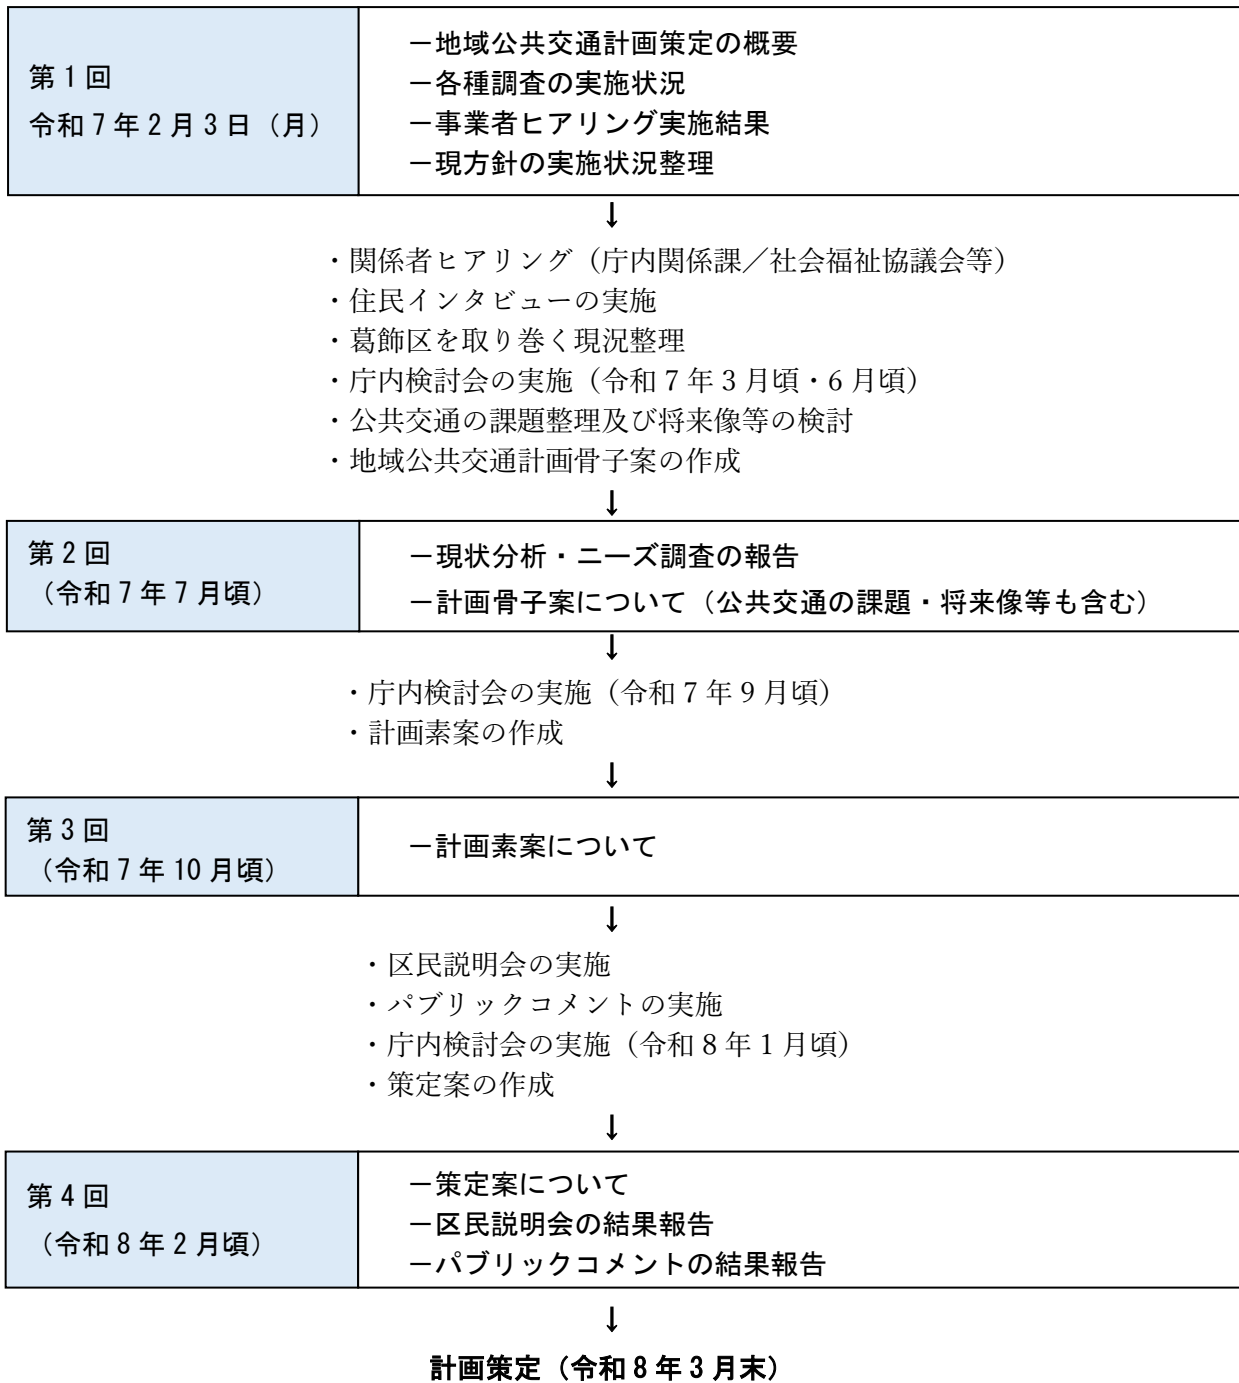 第1回
令和7年2月3日（月）
－地域公共交通計画策定の概要
－各種調査の実施状況
－事業者ヒアリング実施結果
－現方針の実施状況整理
↓
・関係者ヒアリング（庁内関係課／社会福祉協議会等）
・住民インタビューの実施
・葛飾区を取り巻く現況整理
・庁内検討会の実施（令和7年3月頃・6月頃）
・公共交通の課題整理及び将来像等の検討
・地域公共交通計画骨子案の作成
↓
第2回
（令和7年7月頃）
－現状分析・ニーズ調査の報告
－計画骨子案について（公共交通の課題・将来像等も含む）
↓
・庁内検討会の実施（令和7年9月頃）
・計画素案の作成
↓
第3回
（令和7年10月頃）
－計画素案について
↓
・区民説明会の実施
・パブリックコメントの実施
・庁内検討会の実施（令和8年1月頃）
・策定案の作成
↓
第4回
（令和8年2月頃）
－策定案について
－区民説明会の結果報告
－パブリックコメントの結果報告
↓
計画策定（令和8年3月末）